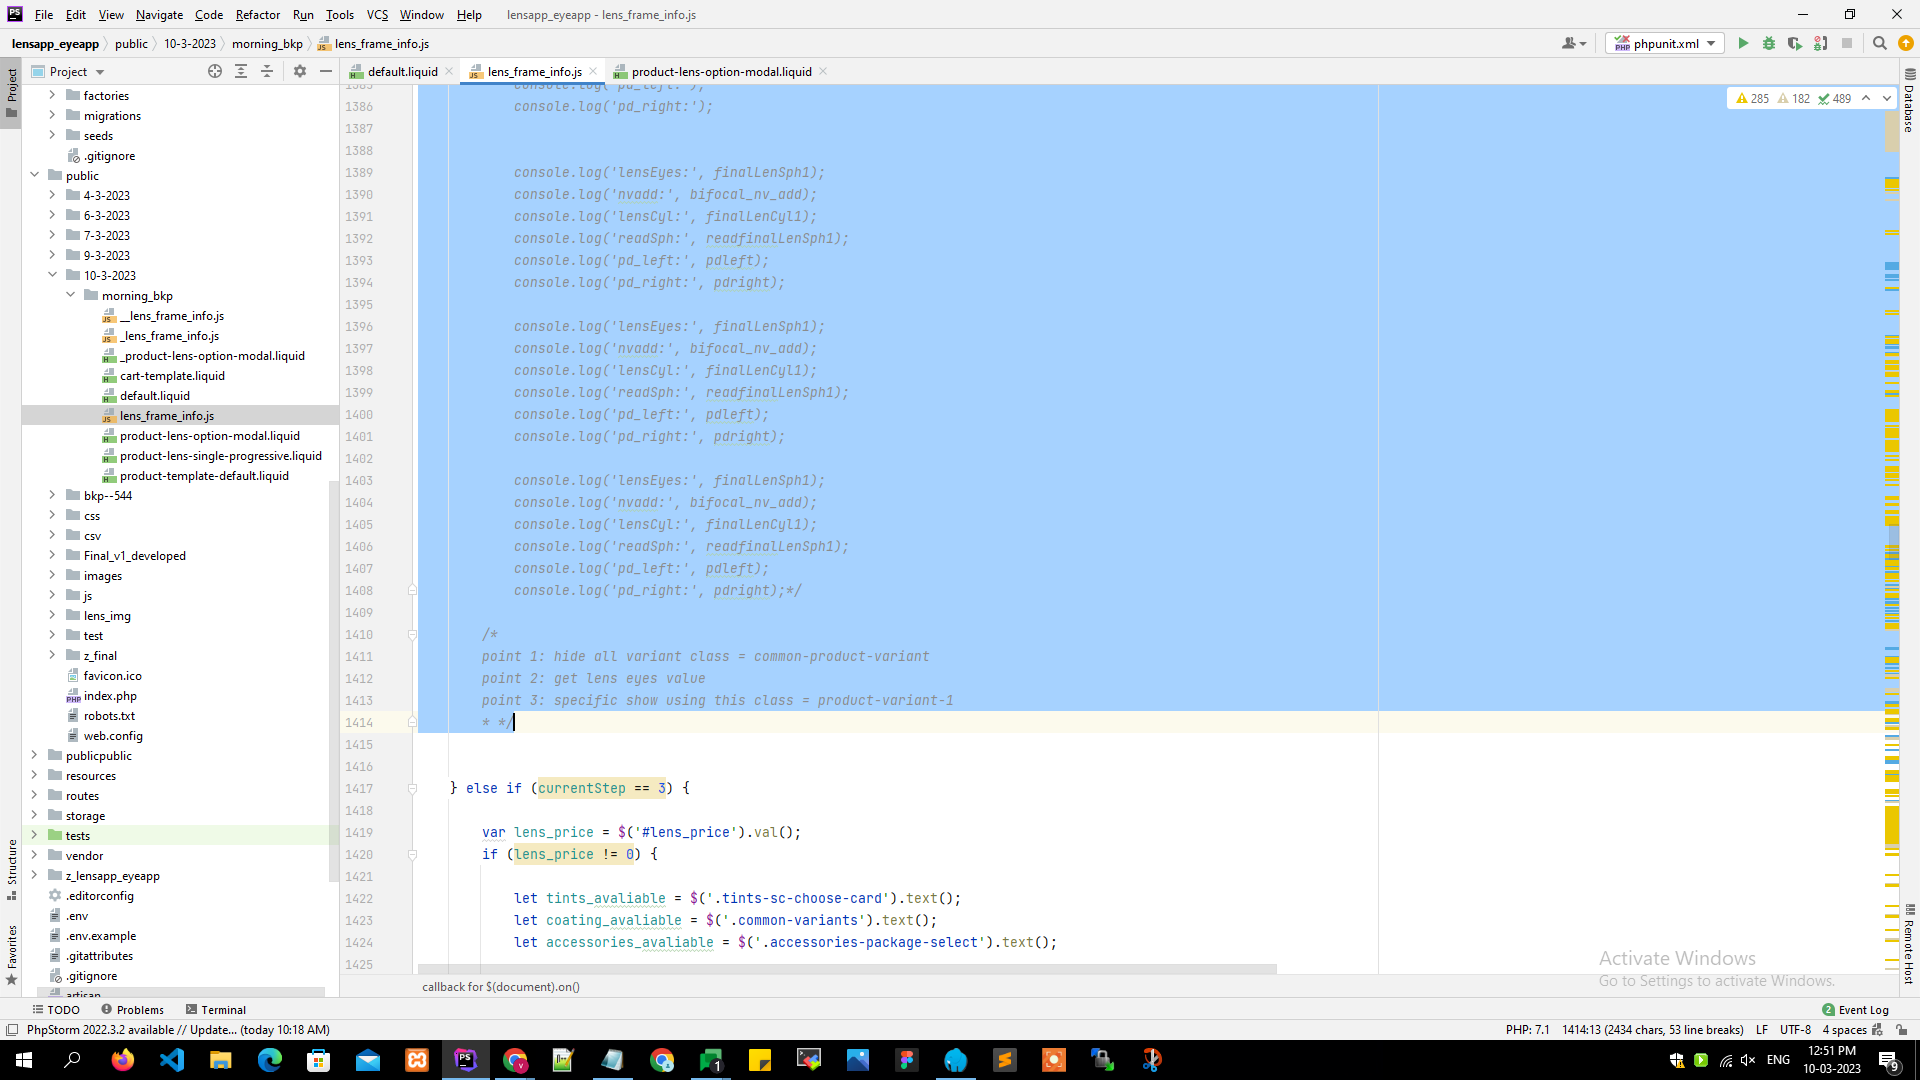 File Edit View Navigate Code Refactor Run Tools VCS Window Help lensapp_eyeapp - lens_frame_info.js
lensapp_eyeapp public 10-3-2023 morning_bkp lens_frame_info.js phpunit.xml
Project default.liquid lens_frame_info.js product-lens-option-modal.liquid
285 182 489
Project
Structure
Favorites
Database
Remote Host
factories
migrations
seeds
.gitignore
public
4-3-2023
6-3-2023
7-3-2023
9-3-2023
10-3-2023
morning_bkp
__lens_frame_info.js
_lens_frame_info.js
_product-lens-option-modal.liquid
cart-template.liquid
default.liquid
lens_frame_info.js
product-lens-option-modal.liquid
product-lens-single-progressive.liquid
product-template-default.liquid
bkp--544
css
csv
Final_v1_developed
images
js
lens_img
test
z_final
favicon.ico
index.php
robots.txt
web.config
publicpublic
resources
routes
storage
tests
vendor
z_lensapp_eyeapp
.editorconfig
.env
.env.example
.gitattributes
.gitignore
artisan
1385 console.log('pd_left:');
1386 console.log('pd_right:');
1387
1388
1389 console.log('lensEyes:', finalLenSph1);
1390 console.log('nvadd:', bifocal_nv_add);
1391 console.log('lensCyl:', finalLenCyl1);
1392 console.log('readSph:', readfinalLenSph1);
1393 console.log('pd_left:', pdleft);
1394 console.log('pd_right:', pdright);
1395
1396 console.log('lensEyes:', finalLenSph1);
1397 console.log('nvadd:', bifocal_nv_add);
1398 console.log('lensCyl:', finalLenCyl1);
1399 console.log('readSph:', readfinalLenSph1);
1400 console.log('pd_left:', pdleft);
1401 console.log('pd_right:', pdright);
1402
1403 console.log('lensEyes:', finalLenSph1);
1404 console.log('nvadd:', bifocal_nv_add);
1405 console.log('lensCyl:', finalLenCyl1);
1406 console.log('readSph:', readfinalLenSph1);
1407 console.log('pd_left:', pdleft);
1408 console.log('pd_right:', pdright);*/
1409
1410 /*
1411 point 1: hide all variant class = common-product-variant
1412 point 2: get lens eyes value
1413 point 3: specific show using this class = product-variant-1
1414 * */
1415
1416
1417 } else if (currentStep == 3) {
1418
1419 var lens_price = $('#lens_price').val();
1420 if (lens_price != 0) {
1421
1422 let tints_avaliable = $('.tints-sc-choose-card').text();
1423 let coating_avaliable = $('.common-variants').text();
1424 let accessories_avaliable = $('.accessories-package-select').text();
1425
Activate Windows
Go to Settings to activate Windows.
callback for $(document).on()
TODO Problems Terminal 2 Event Log
PhpStorm 2022.3.2 available // Update... (today 10:18 AM) PHP: 7.1 1414:13 (2434 chars, 53 line breaks) LF UTF-8 4 spaces
ENG 12:51 PM
10-03-2023
9